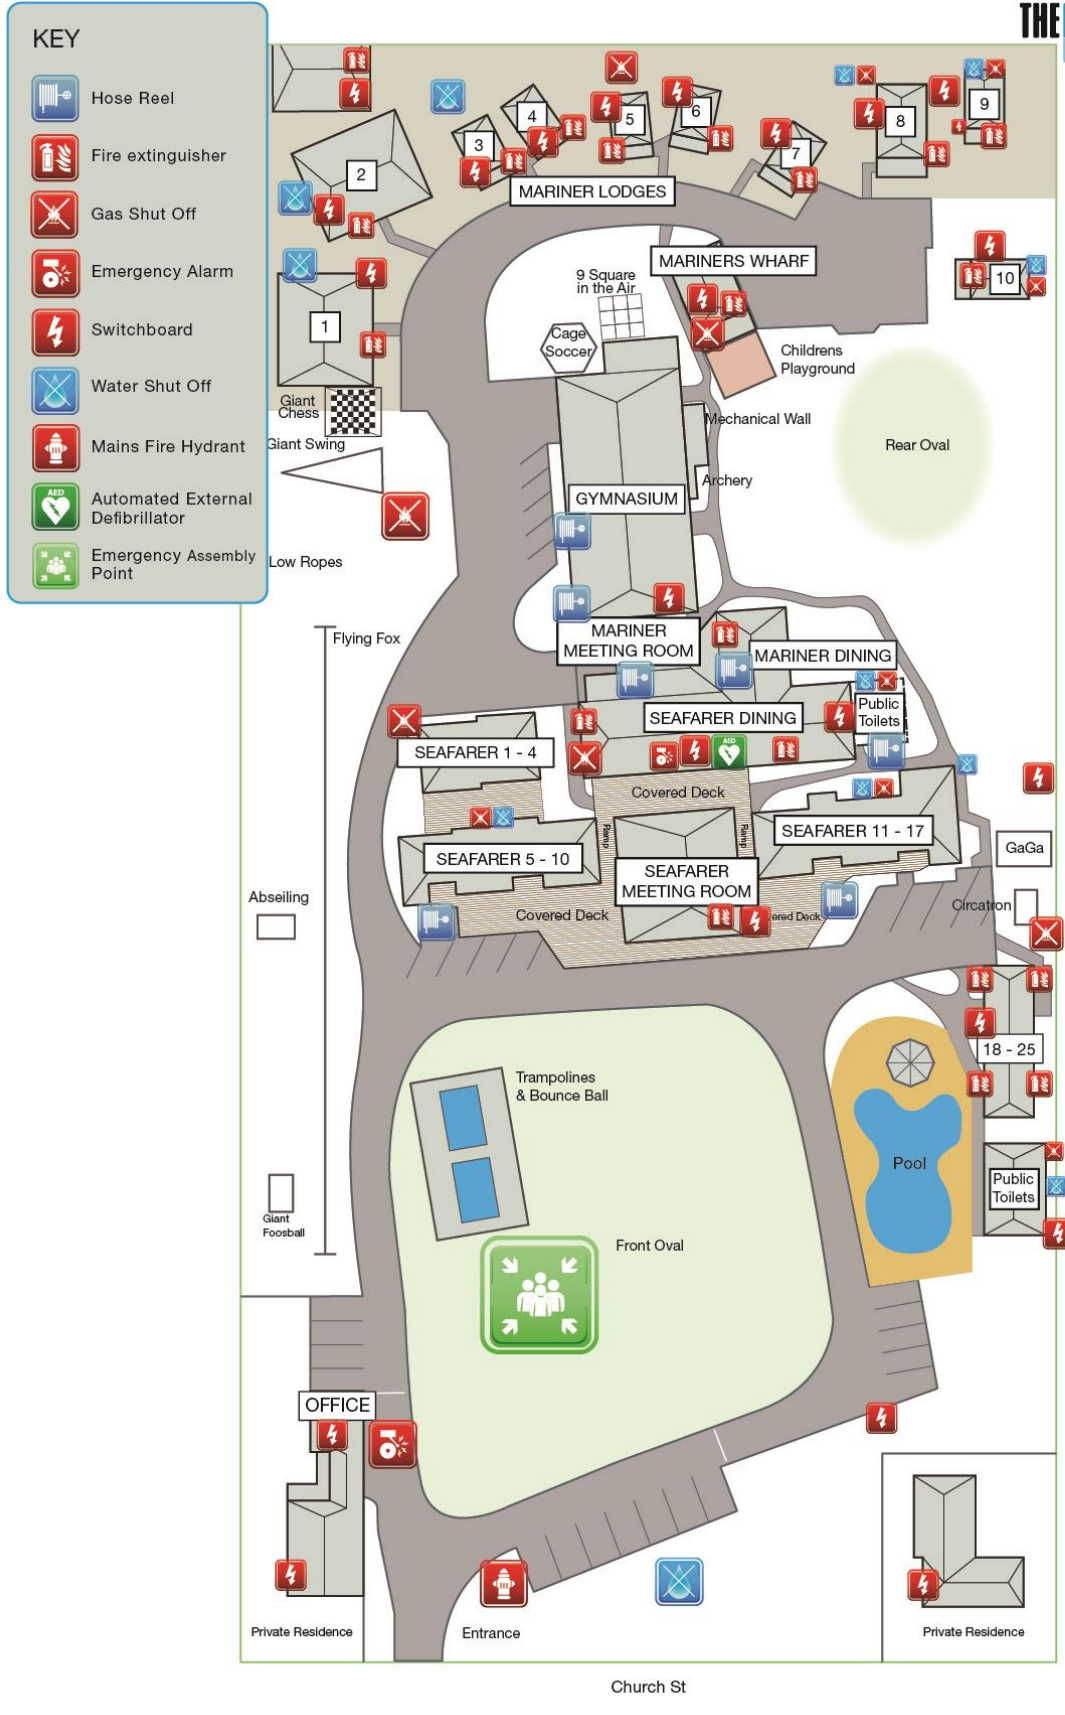 THE
KEY
Hose Reel
Fire extinguisher
Gas Shut Off
Emergency Alarm
Switchboard
Water Shut Off
Mains Fire Hydrant
AED
Automated External
Defibrillator
Emergency Assembly
Point
1
2
3
4
5
6
7
8
9
10
MARINER LODGES
MARINERS WHARF
9 Square
in the Air
Cage
Soccer
Childrens
Playground
Giant
Chess
Giant Swing
Mechanical Wall
Rear Oval
Archery
GYMNASIUM
Low Ropes
Flying Fox
MARINER
MEETING ROOM
MARINER DINING
SEAFARER DINING
Public
Toilets
AED
SEAFARER 1 - 4
Covered Deck
Ramp
Ramp
SEAFARER 11 - 17
GaGa
SEAFARER 5 - 10
SEAFARER
MEETING ROOM
Abseiling
Covered Deck
ered Deck
Circatron
18 - 25
Trampolines
& Bounce Ball
Pool
Public
Toilets
Giant
Foosball
Front Oval
OFFICE
Private Residence
Entrance
Private Residence
Church St